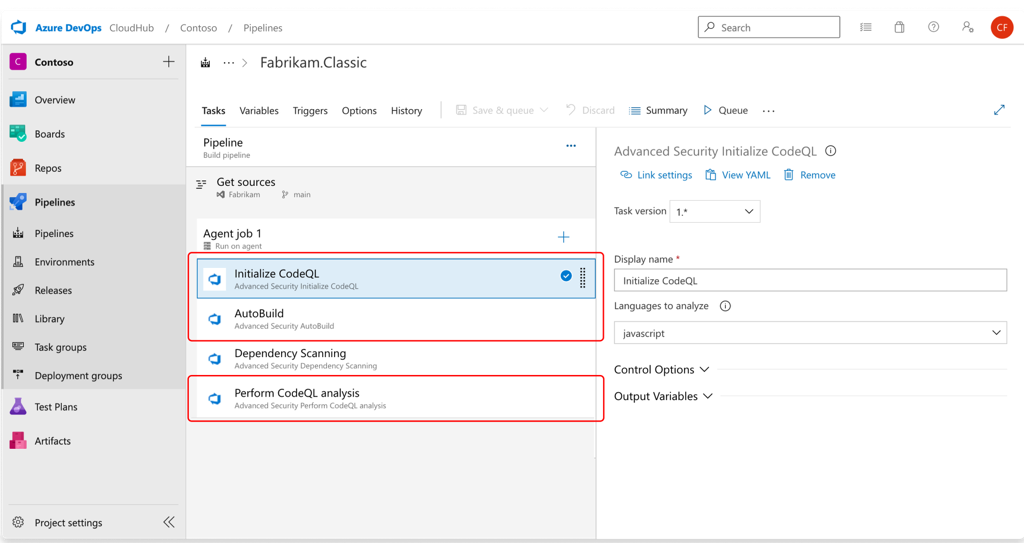 Azure DevOps CloudHub / Contoso / Pipelines
Search
CF
C Contoso
Overview
Boards
Repos
Pipelines
Pipelines
Environments
Releases
Library
Task groups
Deployment groups
Test Plans
Artifacts
Project settings
Fabrikam.Classic
Tasks Variables Triggers Options History Save & queue Discard Summary Queue
Pipeline
Build pipeline
Get sources
Fabrikam main
Agent job 1
Run on agent
Initialize CodeQL
Advanced Security Initialize CodeQL
AutoBuild
Advanced Security AutoBuild
Dependency Scanning
Advanced Security Dependency Scanning
Perform CodeQL analysis
Advanced Security Perform CodeQL analysis
Advanced Security Initialize CodeQL
Link settings View YAML Remove
Task version 1.*
Display name *
Initialize CodeQL
Languages to analyze
javascript
Control Options
Output Variables